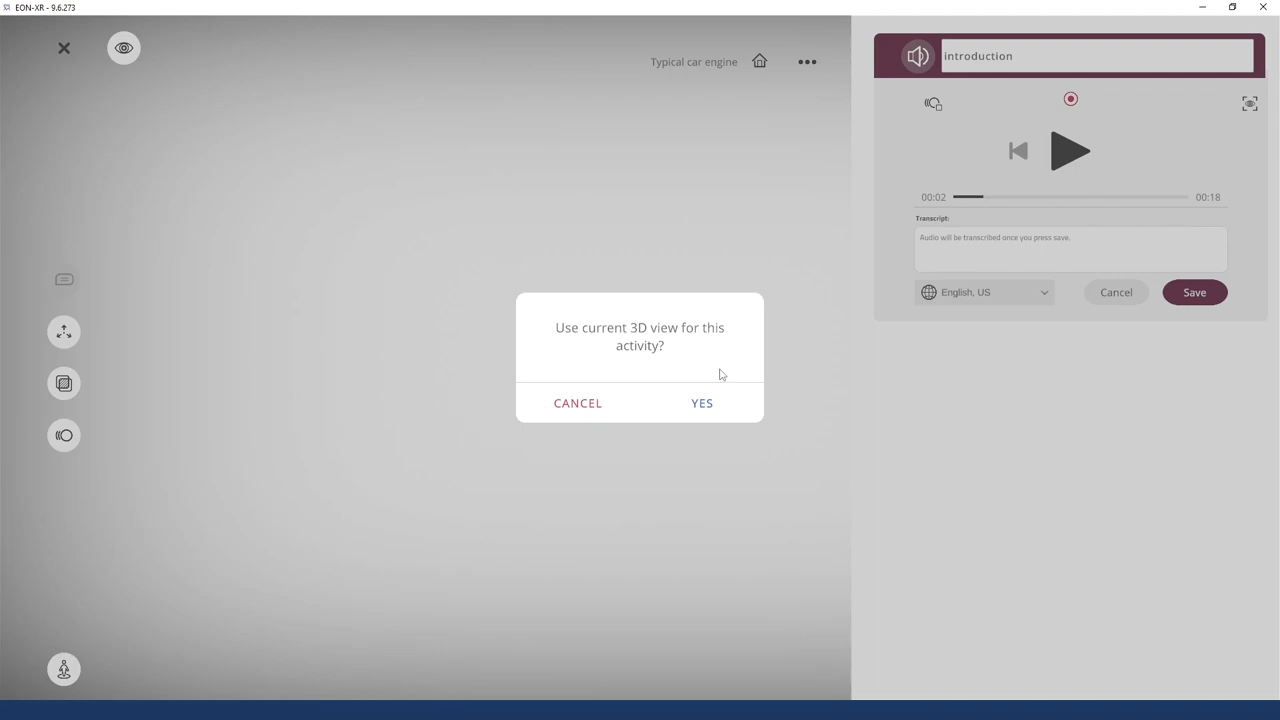 EON-XR - 9.6.273
Typical car engine
introduction
00:02
00:18
Transcript:
Audio will be transcribed once you press save.
English, US
Cancel
Save
Use current 3D view for this
activity?
CANCEL
YES